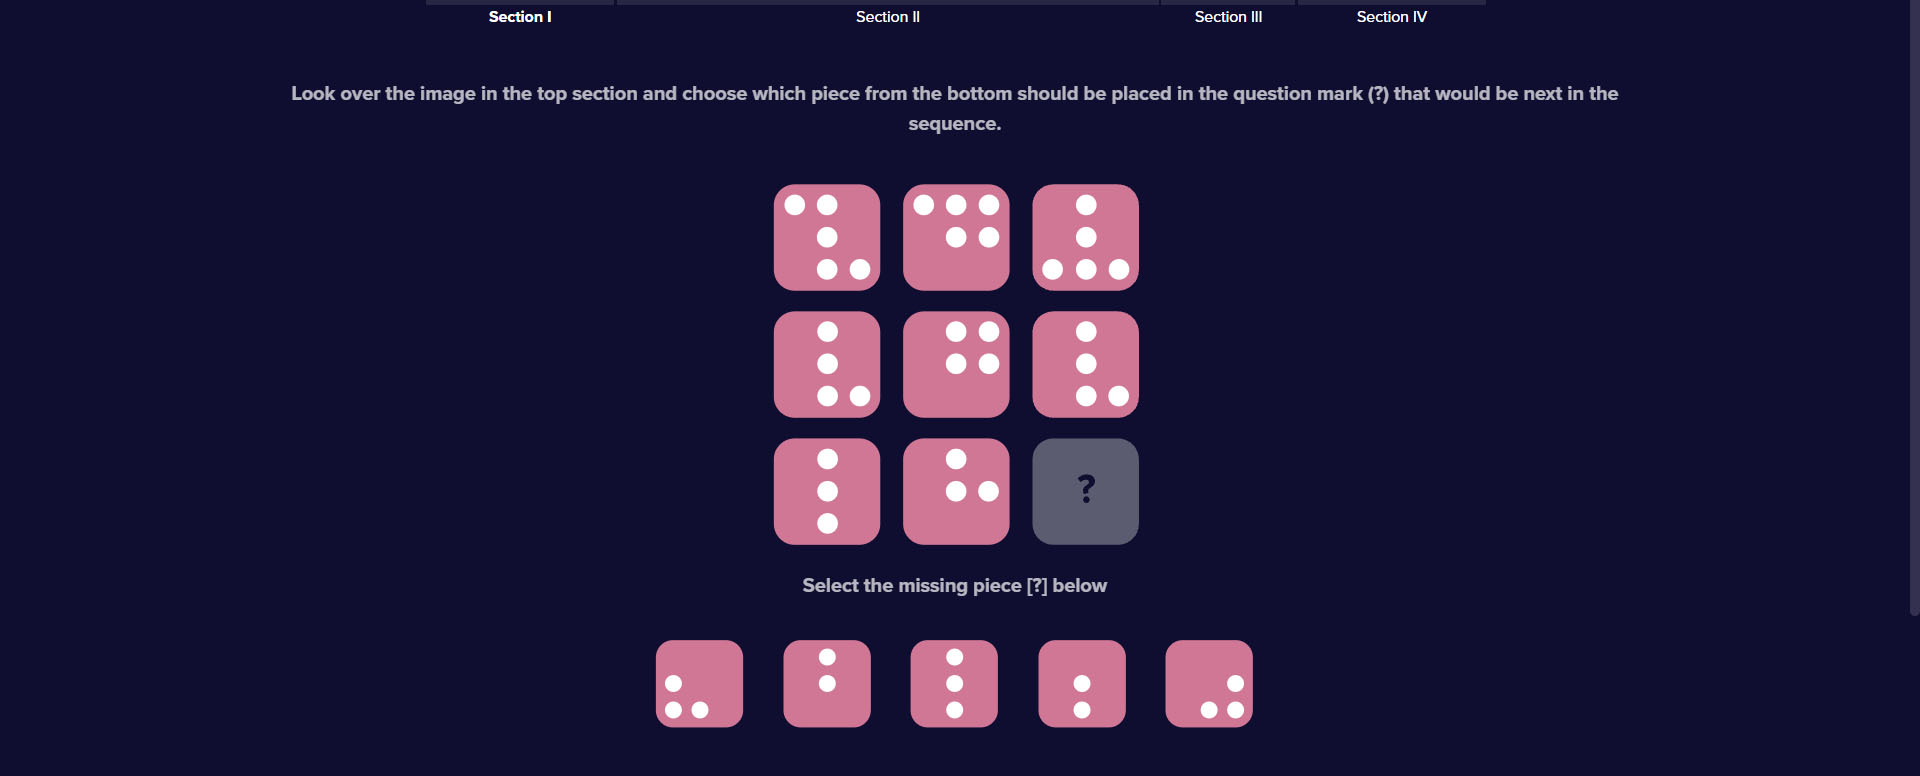 Section I Section II Section III Section IV
Look over the image in the top section and choose which piece from the bottom should be placed in the question mark (?) that would be next in the
sequence.
?
Select the missing piece [?] below